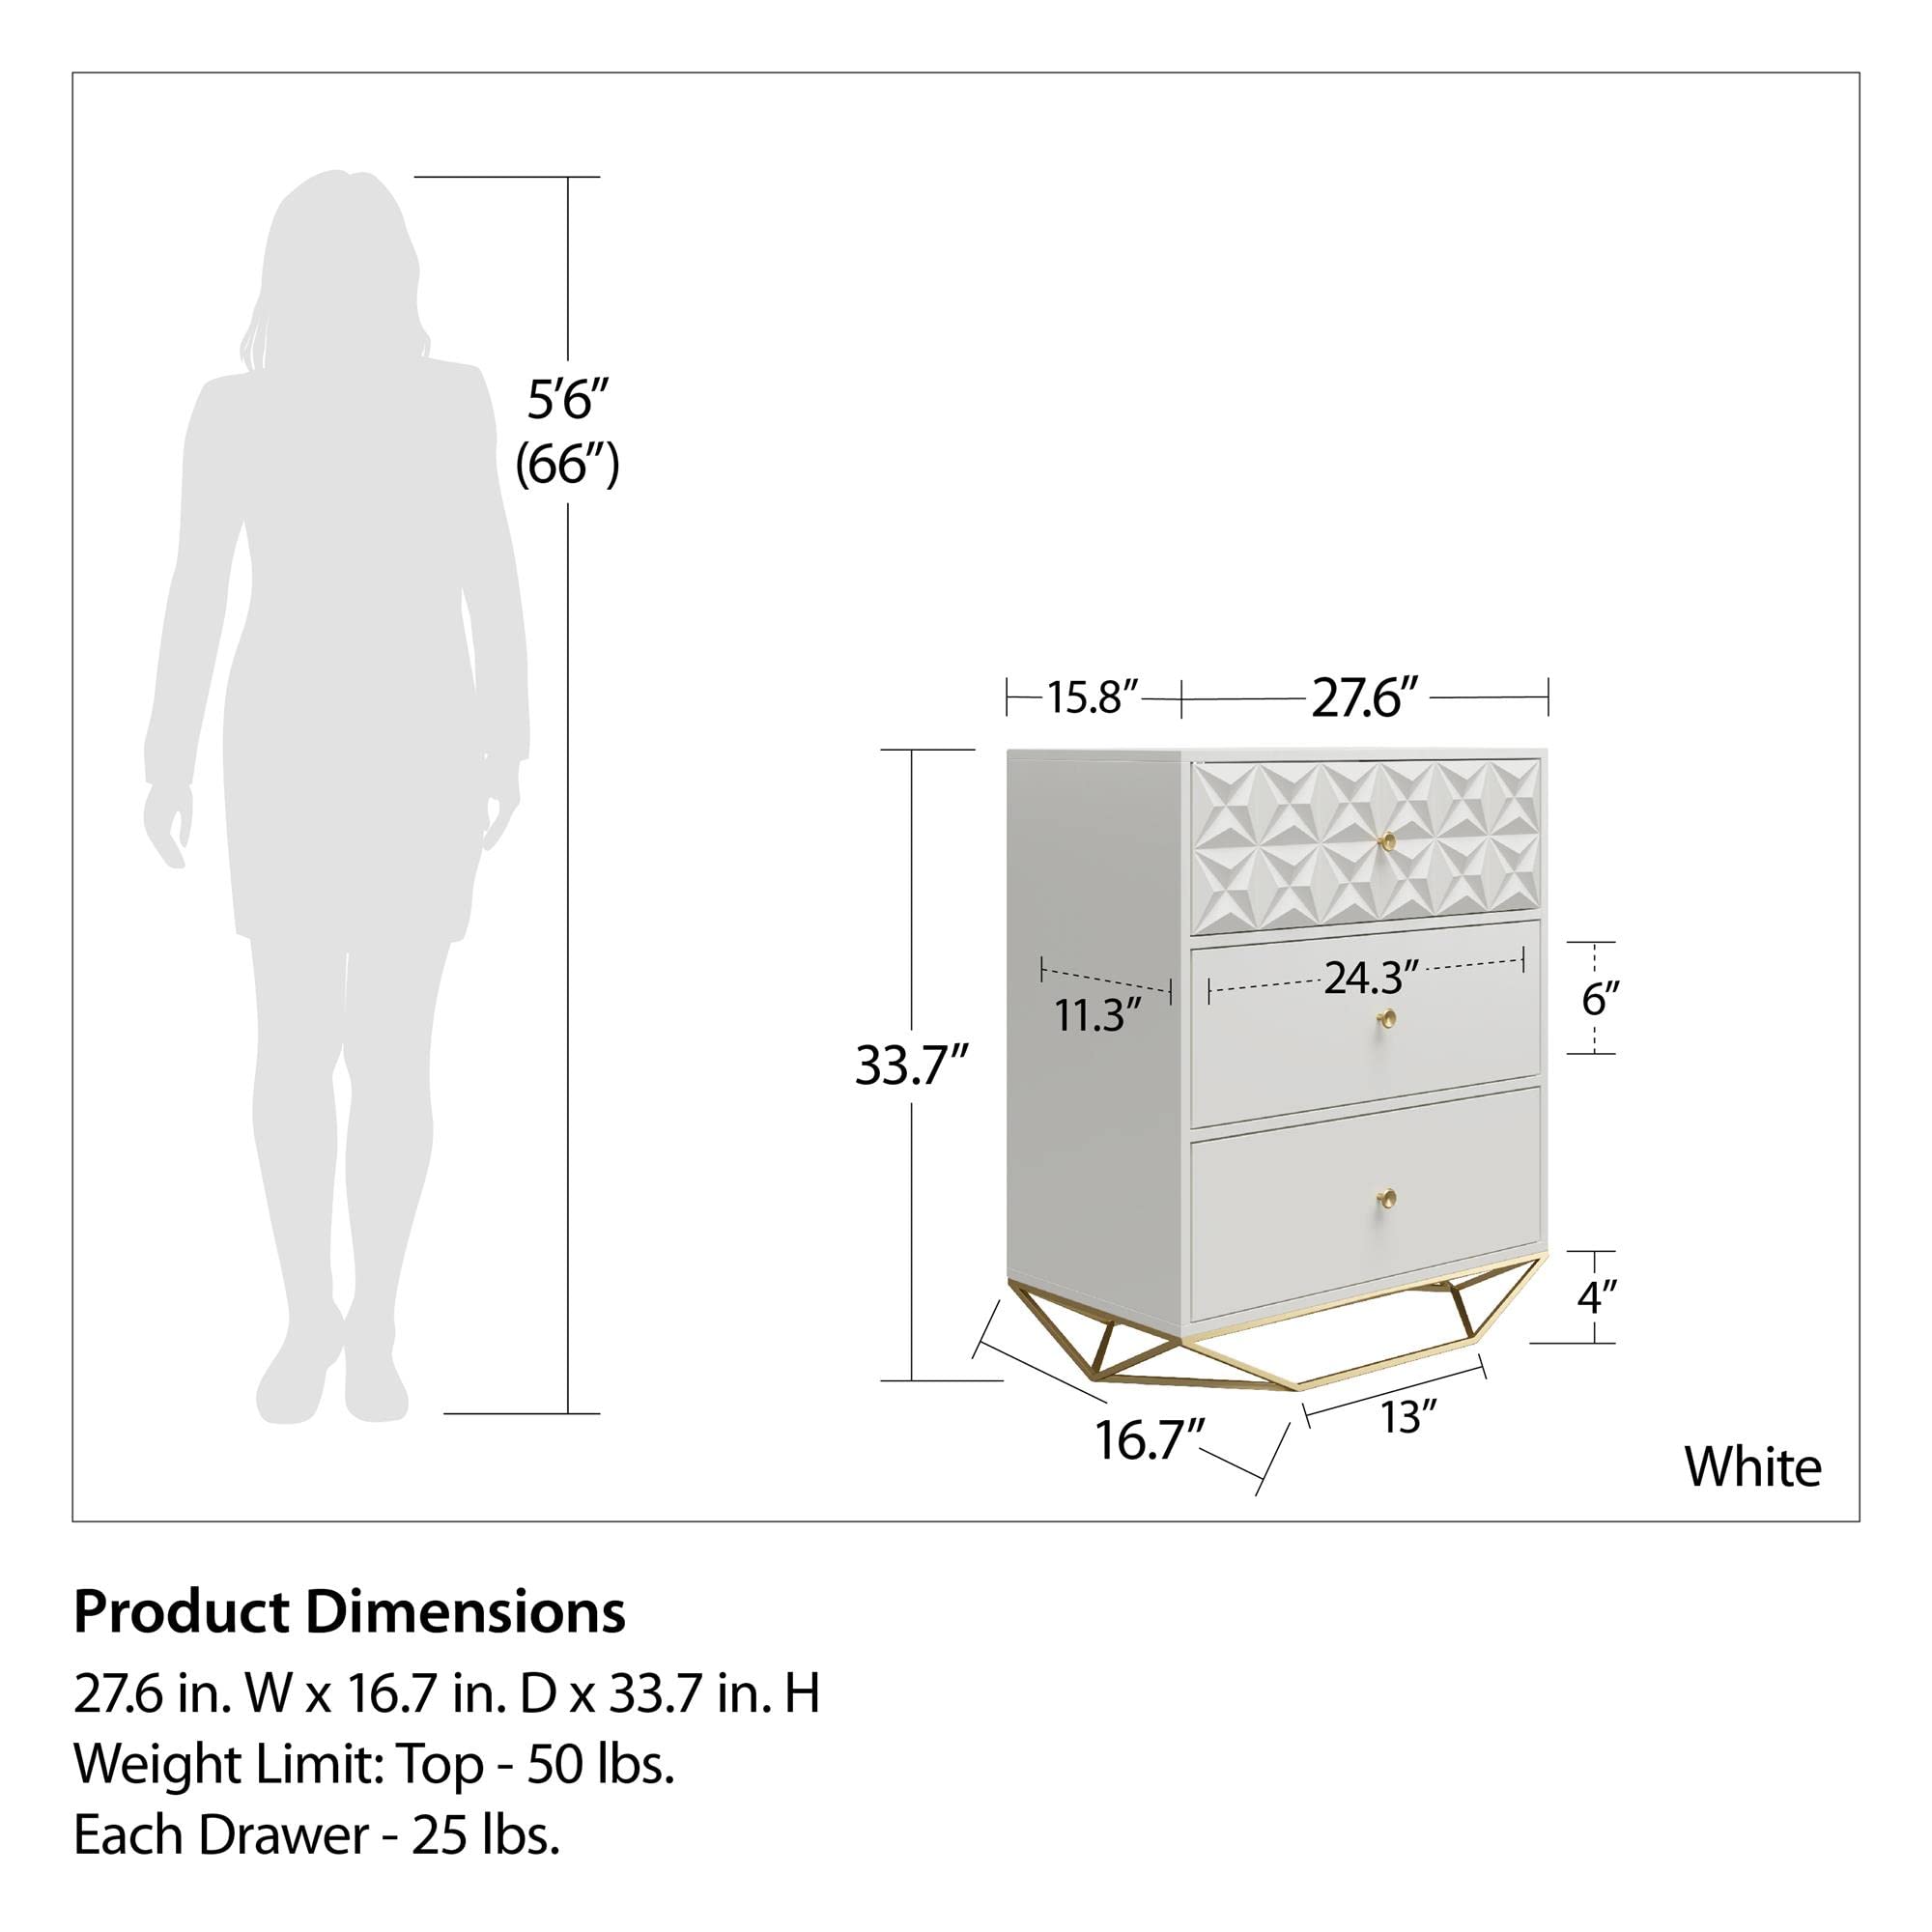 5’6”
(66”)
15.8”
27.6”
24.3”
11.3”
6”
33.7”
4”
13”
16.7”
White
Product Dimensions
27.6 in. W x 16.7 in. D x 33.7 in. H
Weight Limit: Top - 50 lbs.
Each Drawer - 25 lbs.